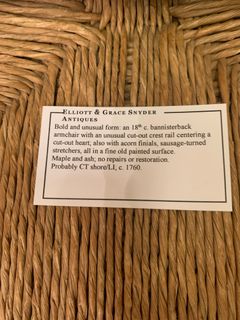 ELLIOTT & GRACE SNYDER
ANTIQUES
Bold and unusual form: an 18th c. bannisterback
armchair with an unusual cut-out crest rail centering a
cut-out heart, also with acorn finials, sausage-turned
stretchers, all in a fine old painted surface.
Maple and ash; no repairs or restoration.
Probably CT shore/LI, c. 1760.